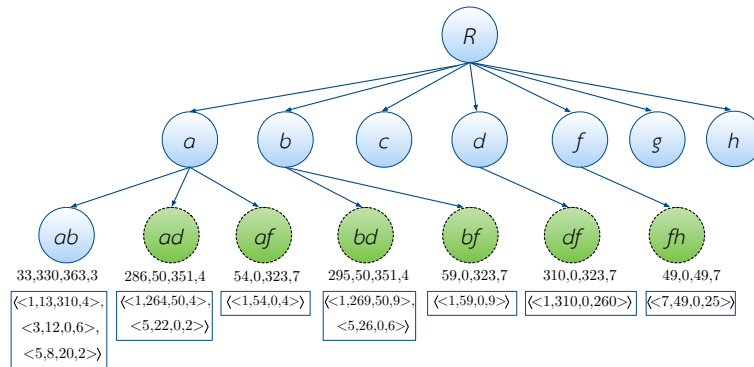 R
a b c d f g h
ab ad af bd bf df fh
33,330,363,3 286,50,351,4 54,0,323,7 295,50,351,4 59,0,323,7 310,0,323,7 49,0,49,7
⟨<1,13,310,4>, ⟨<1,264,50,4>, ⟨<1,54,0,4>⟩ ⟨<1,269,50,9>, ⟨<1,59,0,9>⟩ ⟨<1,310,0,260>⟩ ⟨<7,49,0,25>⟩
<3,12,0,6>, <5,22,0,2>⟩ <5,26,0,6>⟩
<5,8,20,2>⟩